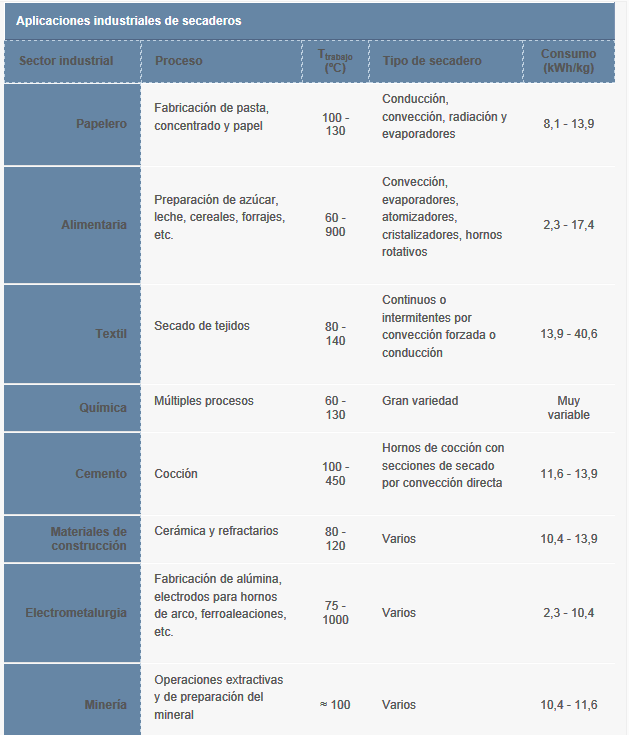 Aplicaciones industriales de secaderos
Sector industrial
Proceso
Ttrabajo
(ºC)
Tipo de secadero
Consumo
(kWh/kg)
Papelero
Fabricación de pasta,
concentrado y papel
100 -
130
Conducción,
convección, radiación y
evaporadores
8,1 - 13,9
Alimentaría
Preparación de azúcar,
leche, cereales, forrajes,
etc.
60 -
900
Convección,
evaporadores,
atomizadores,
cristalizadores, hornos
rotativos
2,3 - 17,4
Textil
Secado de tejidos
80 -
140
Continuos o
intermitentes por
convección forzada o
conducción
13,9 - 40,6
Química
Múltiples procesos
60 -
130
Gran variedad
Muy
variable
Cemento
Cocción
100 -
450
Hornos de cocción con
secciones de secado
por convección directa
11,6 - 13,9
Materiales de
construcción
Cerámica y refractarios
80 -
120
Varios
10,4 - 13,9
Electrometalurgia
Fabricación de alúmina,
electrodos para hornos
de arco, ferroaleaciones,
etc.
75 -
1000
Varios
2,3 - 10,4
Minería
Operaciones extractivas
y de preparación del
mineral
≈ 100
Varios
10,4 - 11,6